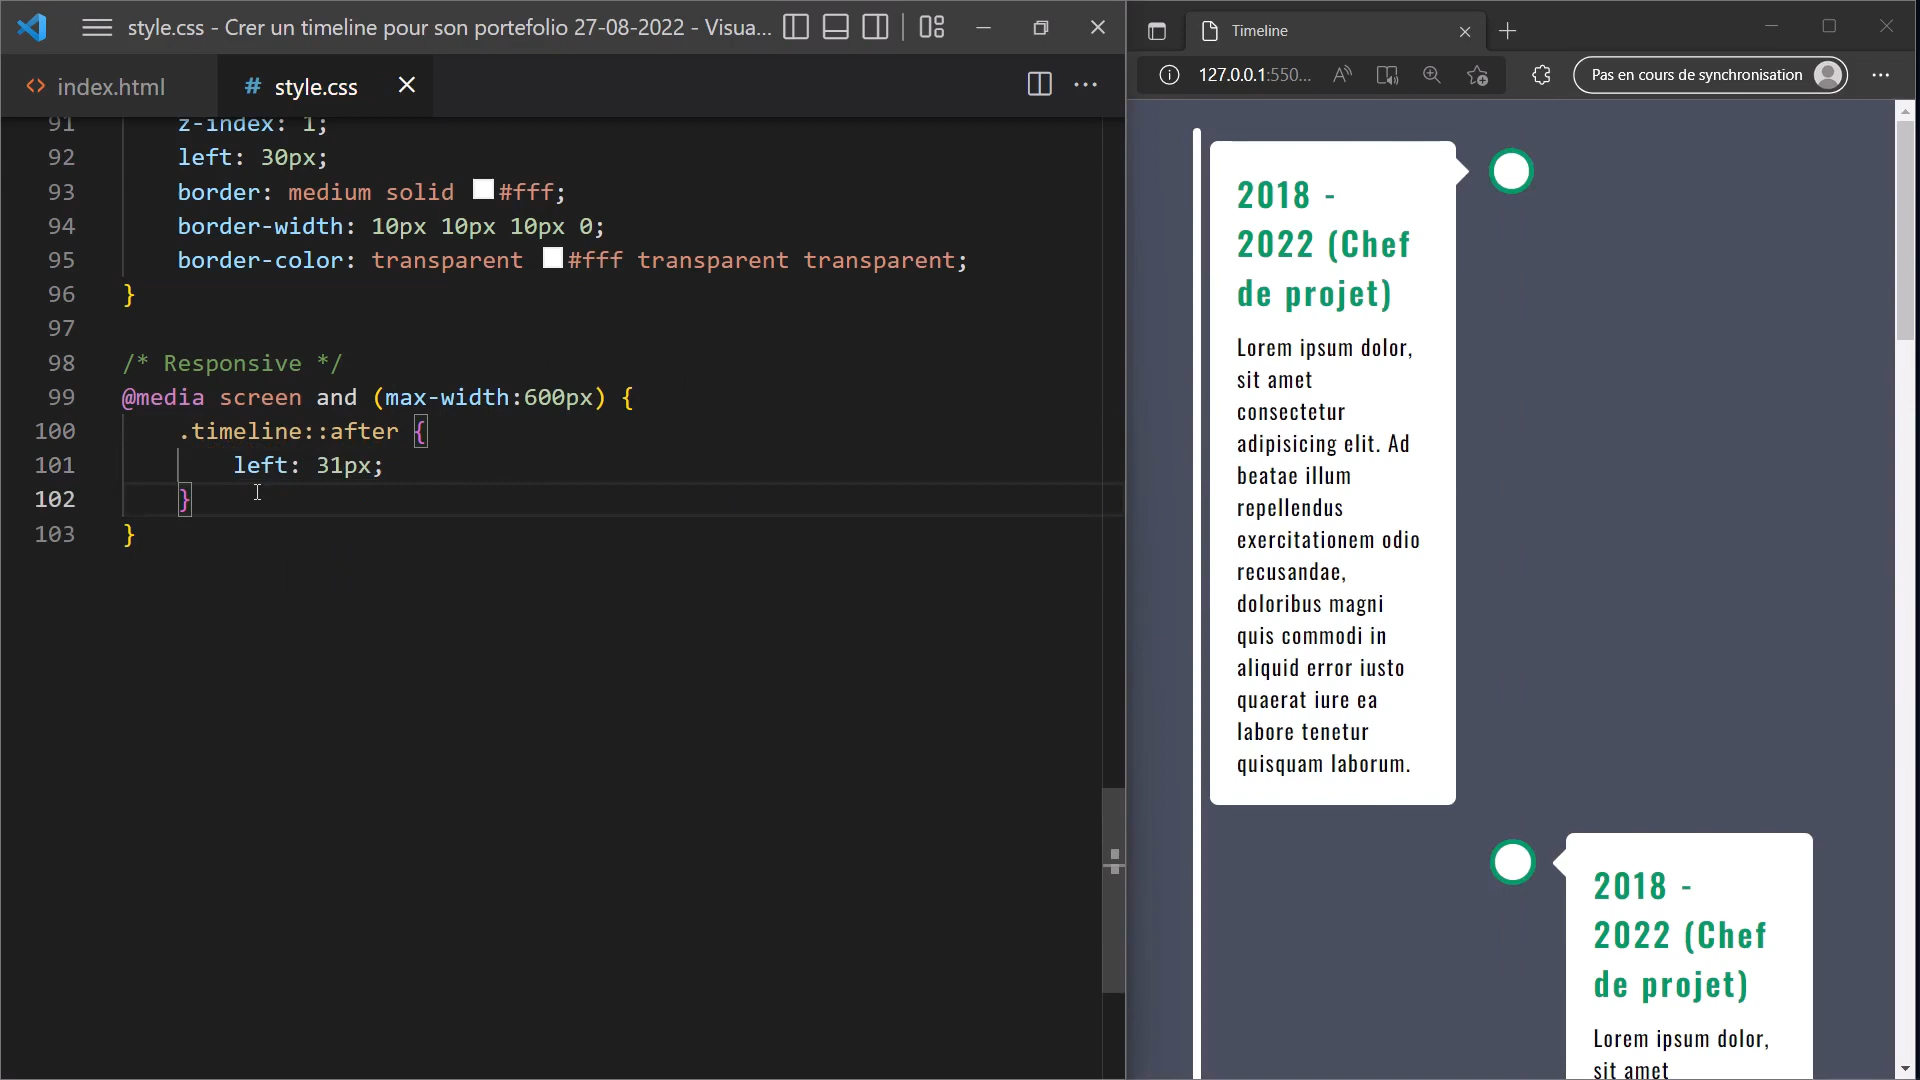 style.css - Crer un timeline pour son portefolio 27-08-2022 - Visua...
index.html
# style.css
91 z-index: 1;
92 left: 30px;
93 border: medium solid #fff;
94 border-width: 10px 10px 10px 0;
95 border-color: transparent #fff transparent transparent;
96 }
97
98 /* Responsive */
99 @media screen and (max-width:600px) {
100 .timeline::after {
101 left: 31px;
102 }
103 }
Timeline
127.0.0.1:550...
Pas en cours de synchronisation
2018 -
2022 (Chef
de projet)
Lorem ipsum dolor,
sit amet
consectetur
adipisicing elit. Ad
beatae illum
repellendus
exercitationem odio
recusandae,
doloribus magni
quis commodi in
aliquid error iusto
quaerat iure ea
labore tenetur
quisquam laborum.
2018 -
2022 (Chef
de projet)
Lorem ipsum dolor,
sit amet